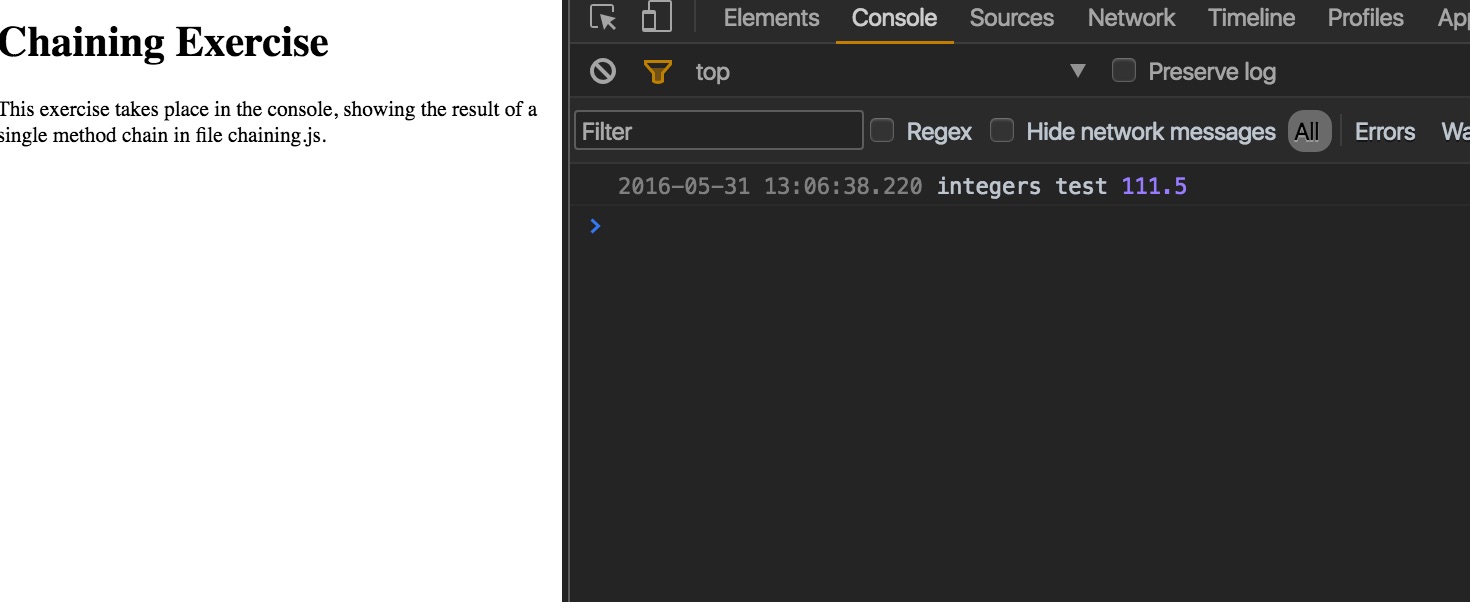 Chaining Exercise
This exercise takes place in the console, showing the result of a
single method chain in file chaining.js.
Elements Console Sources Network Timeline Profiles
top Preserve log
Filter Regex Hide network messages All Errors
2016-05-31 13:06:38.220 integers test 111.5